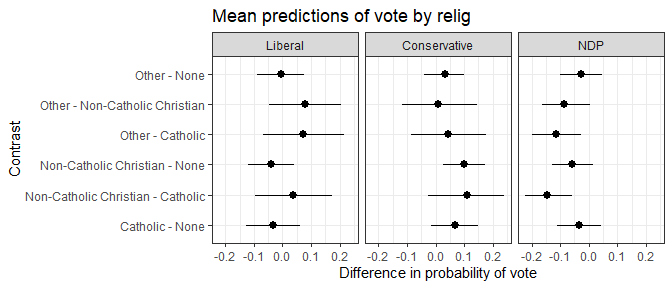 Mean predictions of vote by relig
Liberal
Conservative
NDP
Contrast
Other - None
Other - Non-Catholic Christian
Other - Catholic
Non-Catholic Christian - None
Non-Catholic Christian - Catholic
Catholic - None
-0.2 -0.1 0.0 0.1 0.2
-0.2 -0.1 0.0 0.1 0.2
-0.2 -0.1 0.0 0.1 0.2
Difference in probability of vote